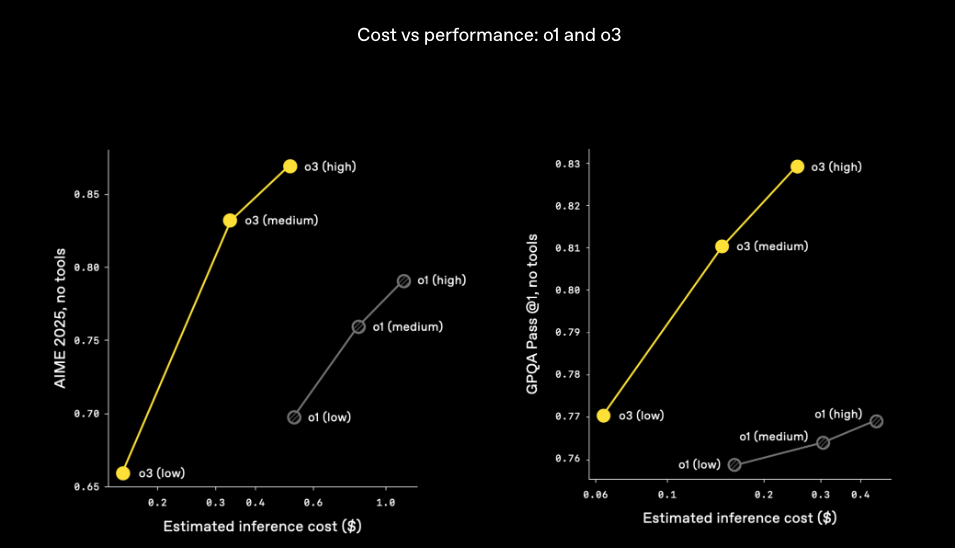 Cost vs performance: o1 and o3
AIME 2025, no tools
0.85
0.80
0.75
0.70
0.65
o3 (high)
o3 (medium)
o1 (high)
o1 (medium)
o1 (low)
o3 (low)
0.2
0.3
0.4
0.6
1.0
Estimated inference cost ($)
GPQA Pass @1, no tools
0.83
0.82
0.81
0.80
0.79
0.78
0.77
0.76
o3 (high)
o3 (medium)
o3 (low)
o1 (high)
o1 (medium)
o1 (low)
0.06
0.1
0.2
0.3
0.4
Estimated inference cost ($)